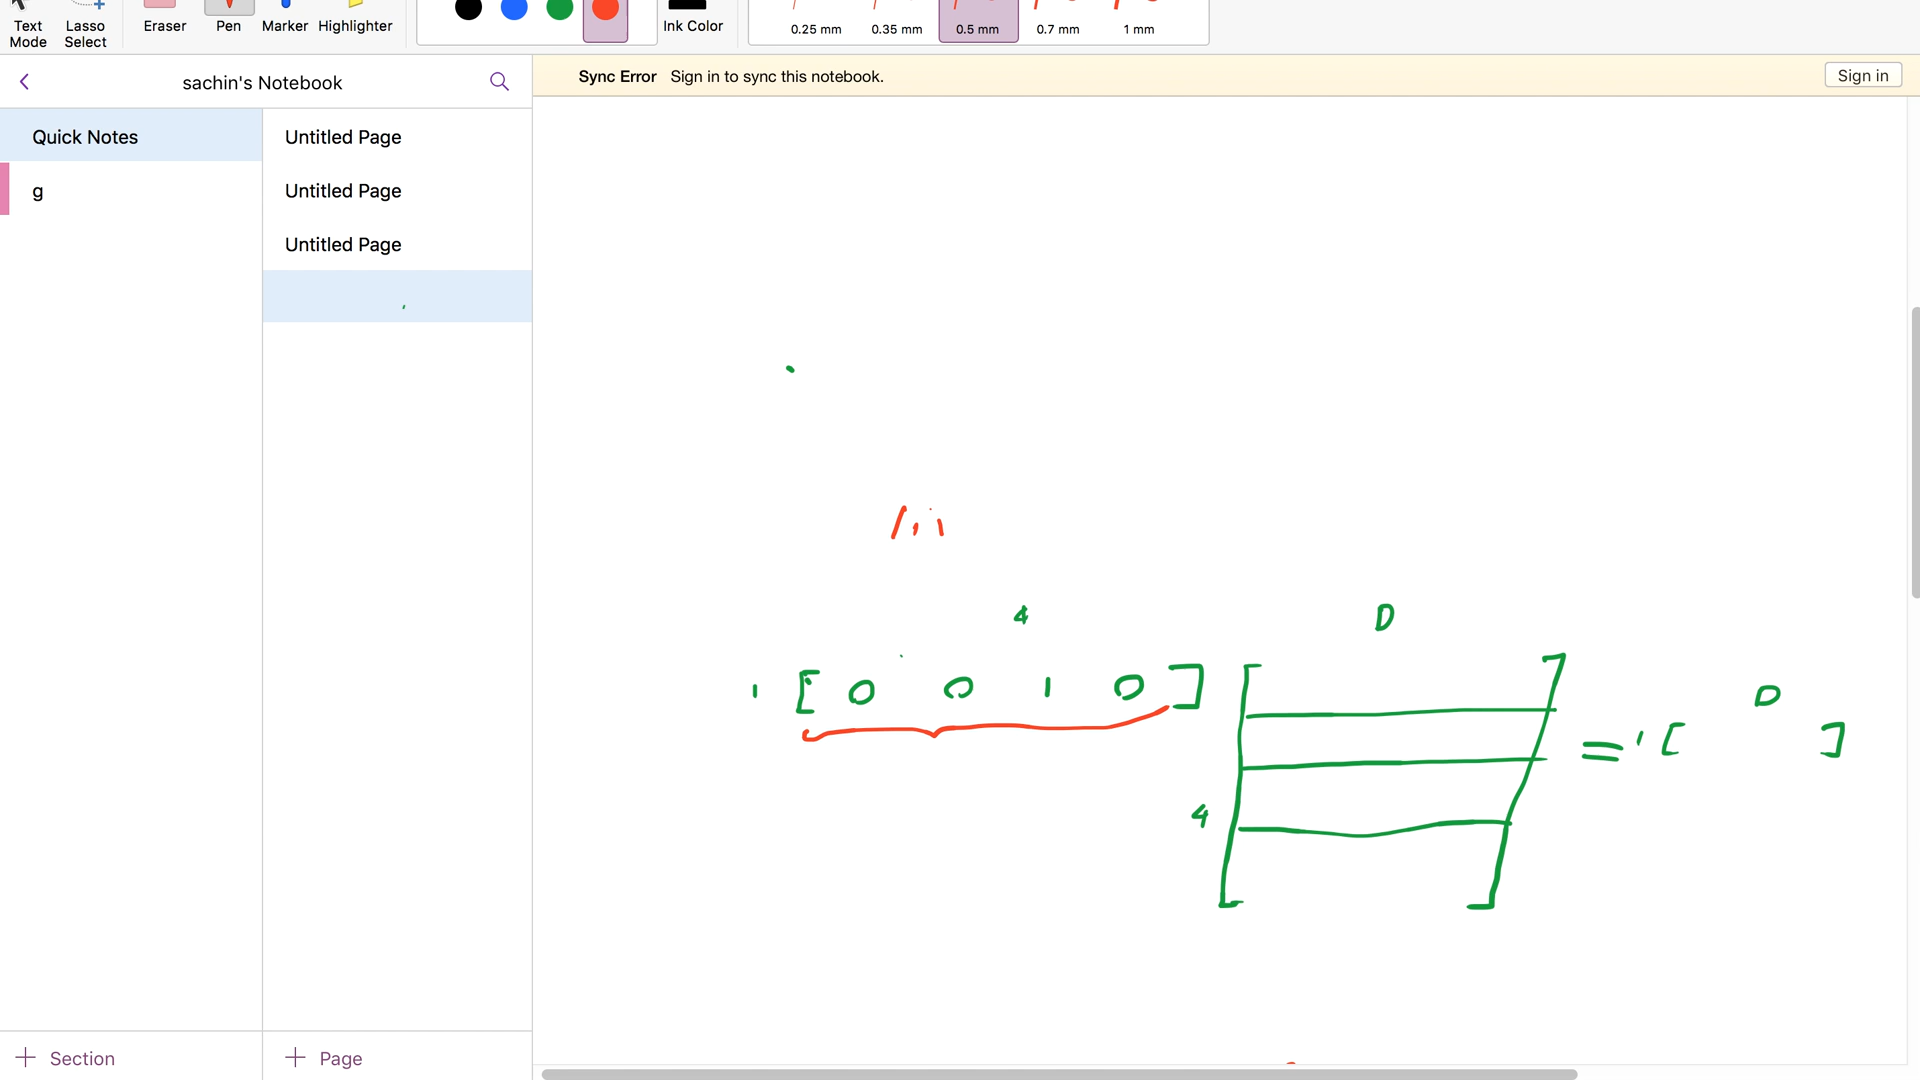 Text Mode
Lasso Select
Eraser
Pen
Marker
Highlighter
Ink Color
0.25 mm
0.35 mm
0.5 mm
0.7 mm
1 mm
sachin's Notebook
Sync Error Sign in to sync this notebook.
Sign in
Quick Notes
g
Untitled Page
Untitled Page
Untitled Page
4
D
1 [ 0 0 1 0 ] [ ]
4
= 1 [ ]
D
+ Section
+ Page